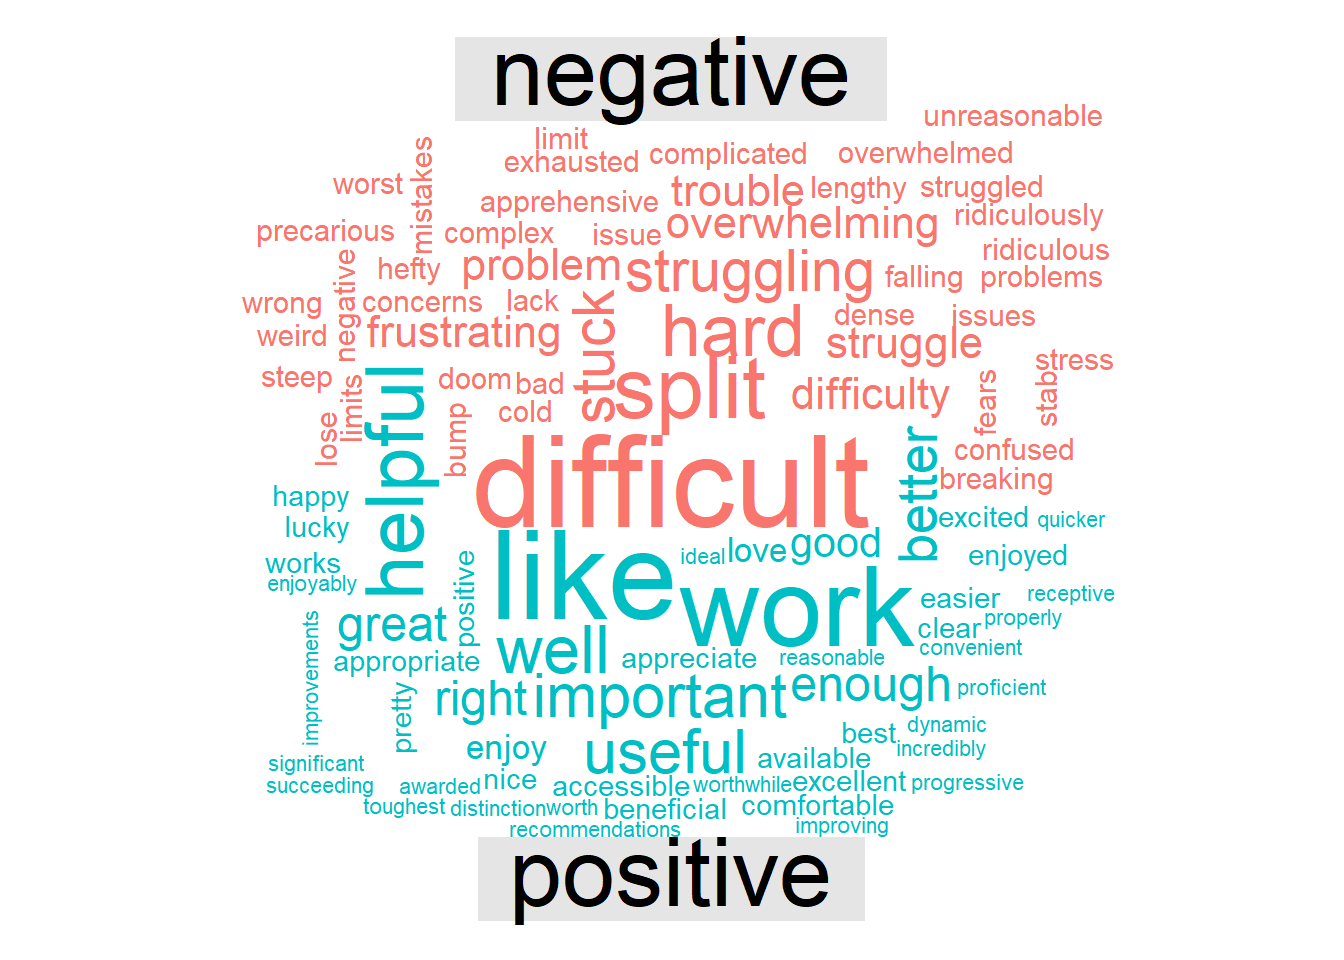 negative
unreasonable
limit
exhausted
complicated
overwhelmed
worst
mistakes
trouble
lengthy
struggled
apprehensive
overwhelming
ridiculously
precarious
complex
issue
ridiculous
hefty
problem
struggling
falling
problems
wrong
negative
concerns
lack
stuck
hard
dense
issues
weird
frustrating
struggle
stress
steep
limits
doom
bad
split
difficulty
fears
stab
lose
cold
bump
confused
breaking
difficult
helpful
better
happy
lucky
excited
quicker
works
enjoyably
like
ideal
love
good
enjoyed
work
easier
receptive
positive
great
clear
properly
convenient
improvements
appropriate
well
appreciate
reasonable
pretty
right
important
enough
proficient
enjoy
useful
best
dynamic
incredibly
available
significant
succeeding
awarded
nice
accessible
worthwhile
excellent
progressive
toughest
distinction
worth
beneficial
comfortable
recommendations
improving
positive